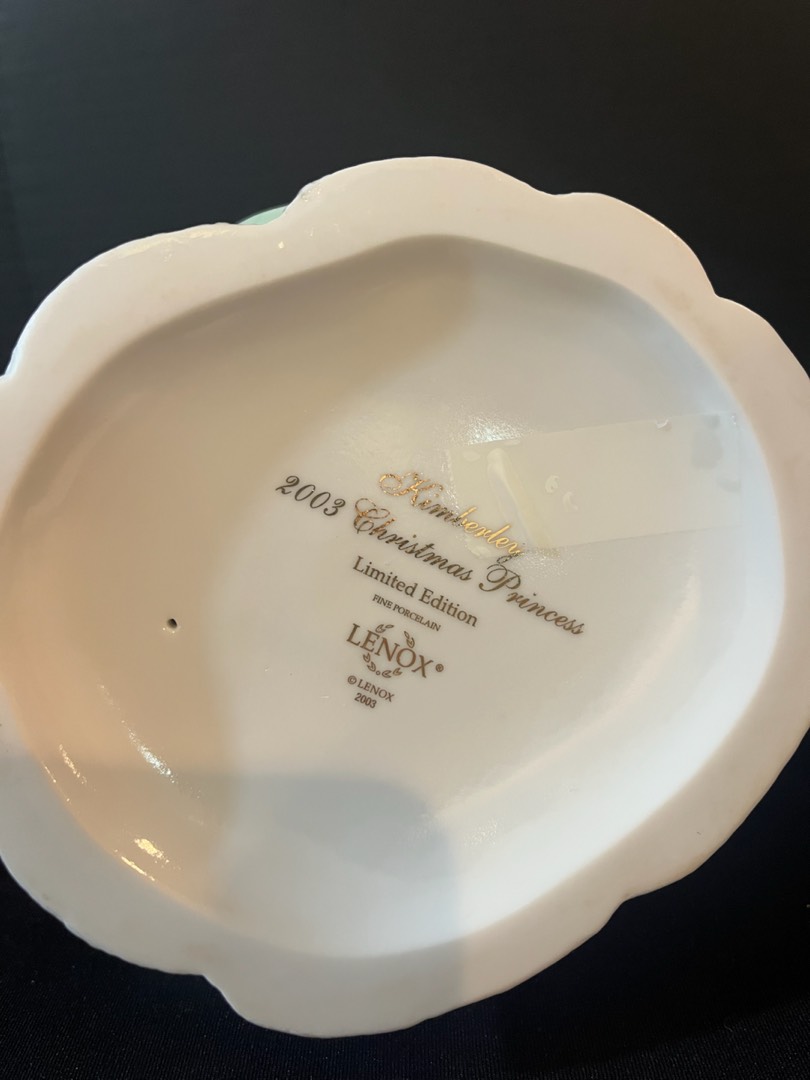 Kimberley
2003 Christmas Princess
Limited Edition
FINE PORCELAIN
LENOX®
© LENOX
2003